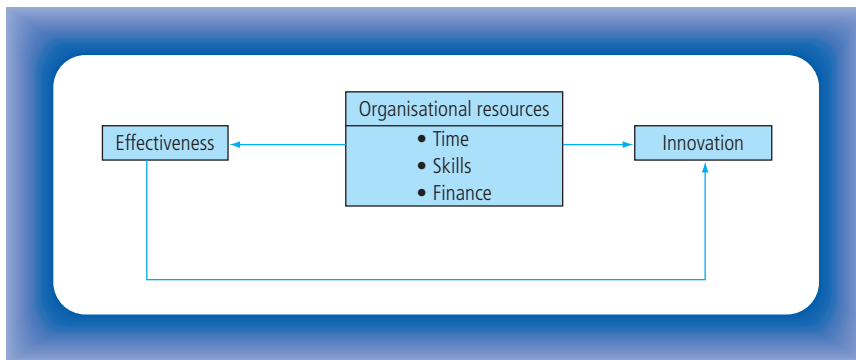 Organisational resources
Effectiveness
• Time
• Skills
• Finance
Innovation